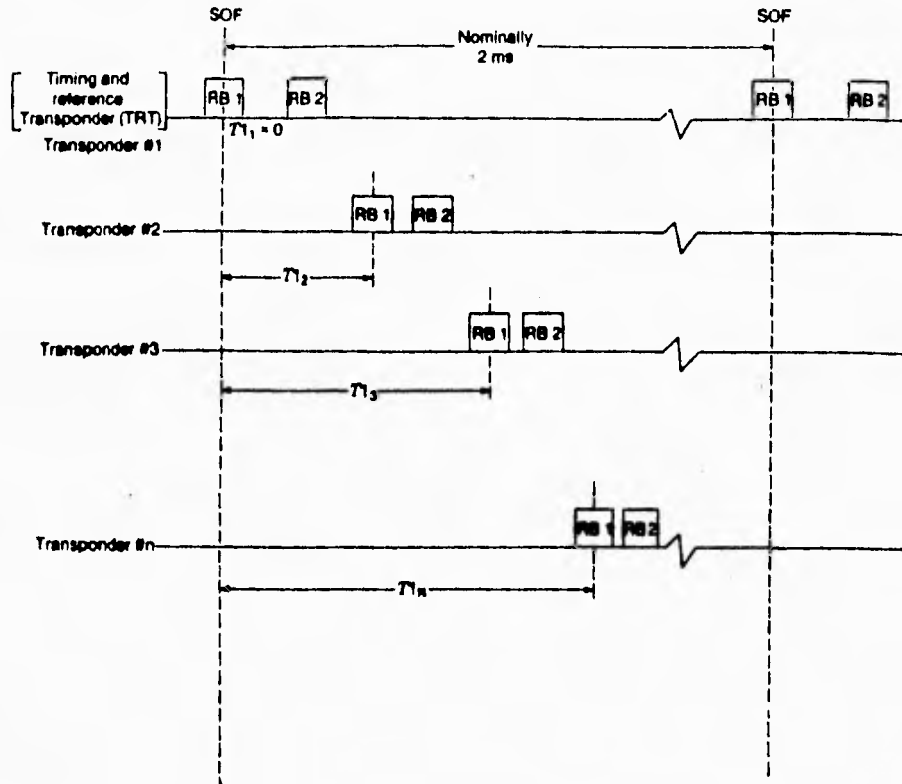 SOF
SOF
Nominally
2 ms
Timing and
reference
Transponder (TRT)
RB 1
RB 2
RB 1
RB 2
T1₁ = 0
Transponder #1
Transponder #2
RB 1
RB 2
T1₂
Transponder #3
RB 1
RB 2
T1₃
Transponder #n
RB 1
RB 2
T1ₙ